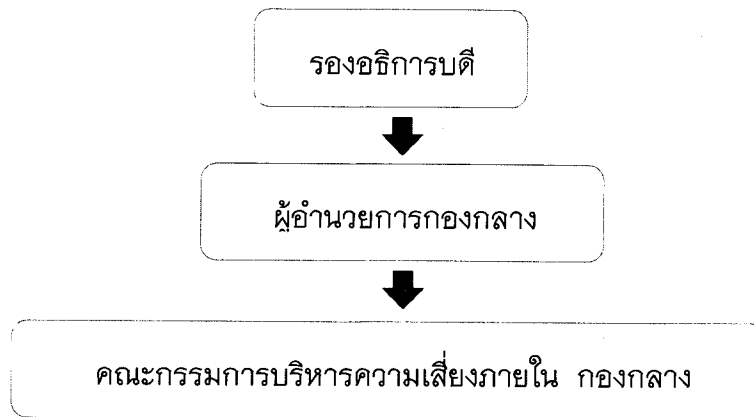 รองอธิการบดี
ผู้อำนวยการกองกลาง
คณะกรรมการบริหารความเสี่ยงภายใน กองกลาง